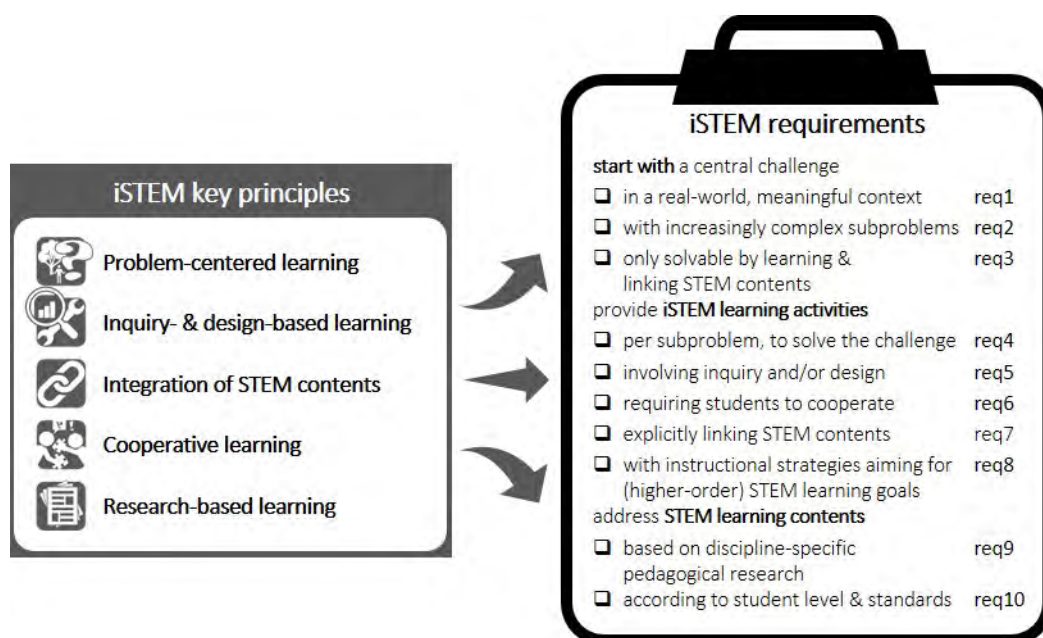 iSTEM key principles
Problem-centered learning
Inquiry- & design-based learning
Integration of STEM contents
Cooperative learning
Research-based learning
iSTEM requirements
start with a central challenge
in a real-world, meaningful context req1
with increasingly complex subproblems req2
only solvable by learning & req3
linking STEM contents
provide iSTEM learning activities
per subproblem, to solve the challenge req4
involving inquiry and/or design req5
requiring students to cooperate req6
explicitly linking STEM contents req7
with instructional strategies aiming for req8
(higher-order) STEM learning goals
address STEM learning contents
based on discipline-specific req9
pedagogical research
according to student level & standards req10